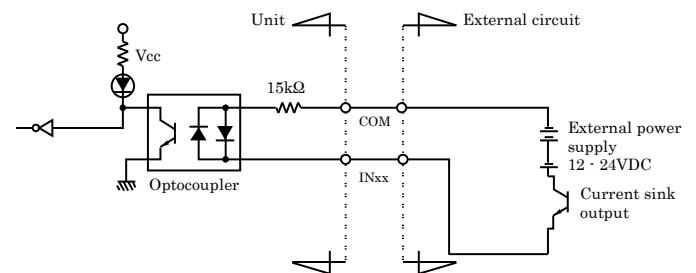 Unit
External circuit
Vcc
15kΩ
COM
External power
supply
12 - 24VDC
INxx
Optocoupler
Current sink
output